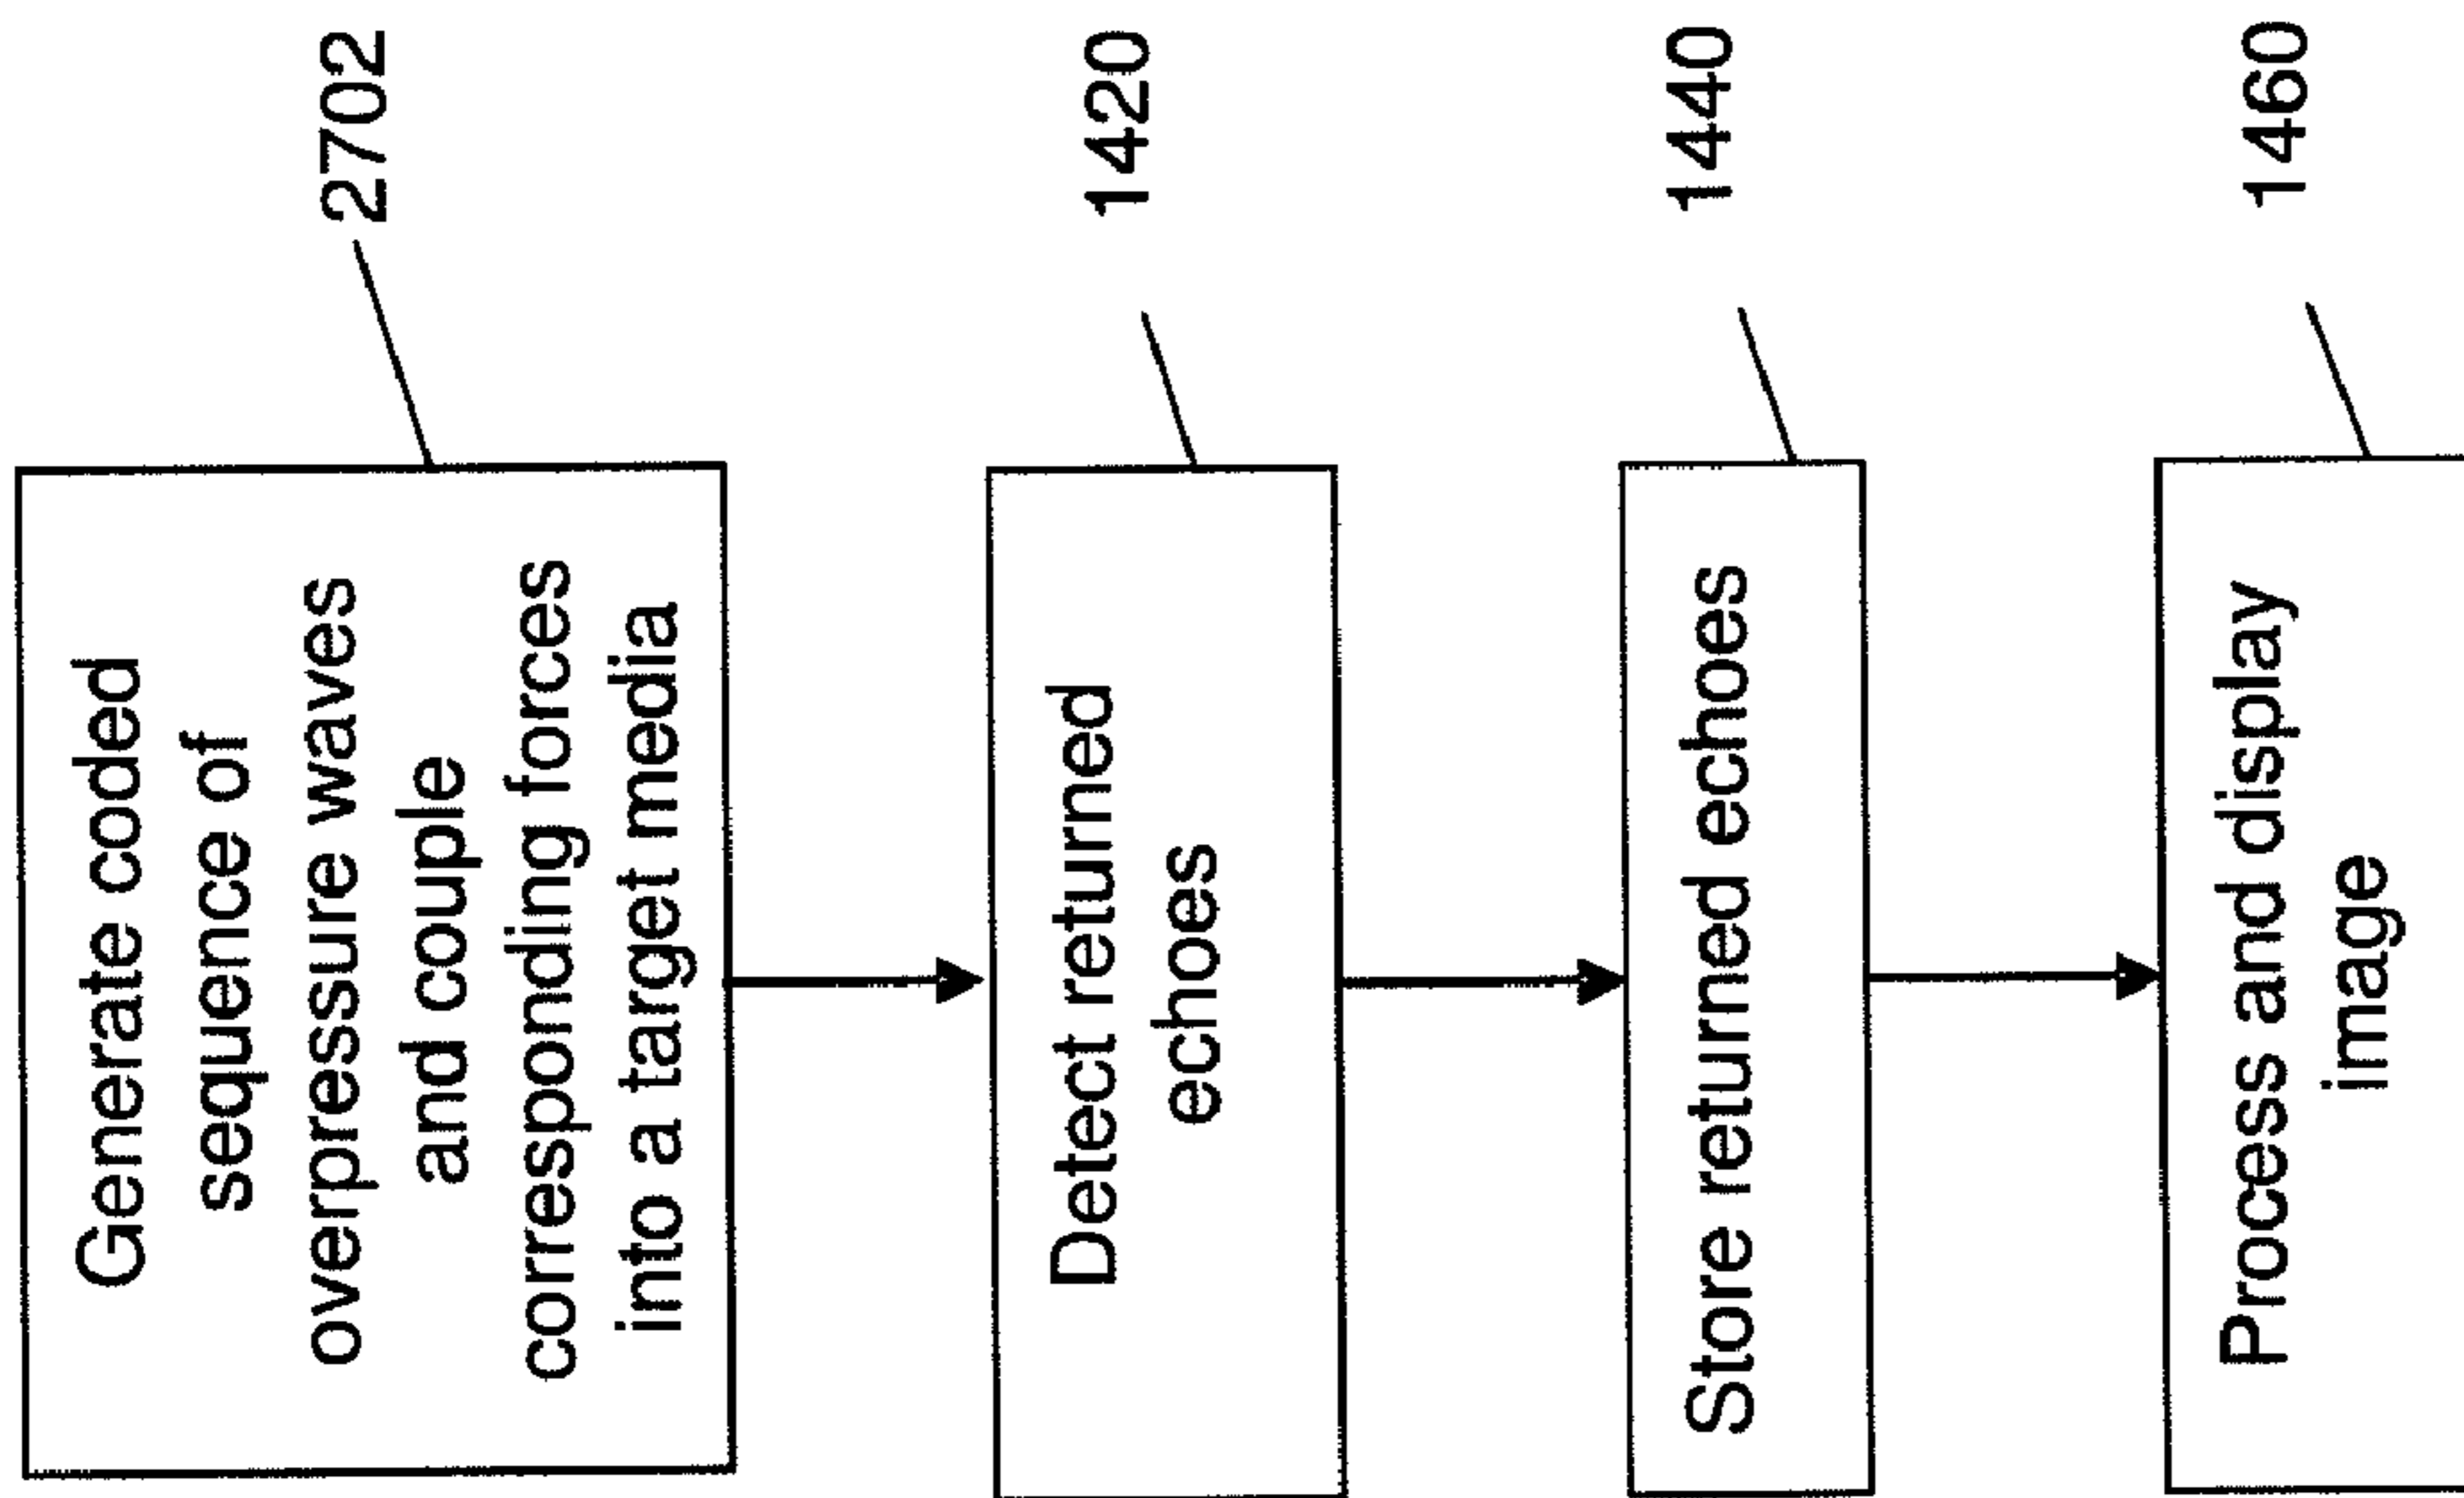 Generate coded
sequence of
overpressure waves
and couple
corresponding forces
into a target media
2702
Detect returned
echoes
1420
Store returned echoes
1440
Process and display
image
1460